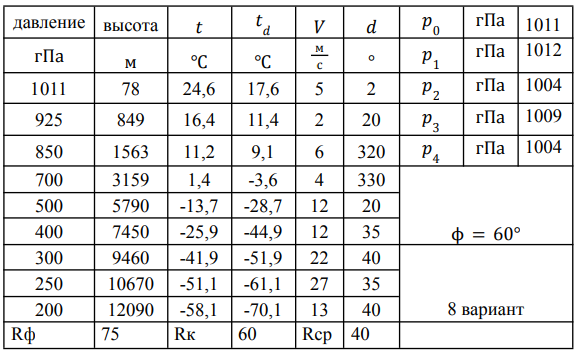 давление высота t t_d V d p_0 гПа 1011
гПа м °C °C м/с ° p_1 гПа 1012
1011 78 24,6 17,6 5 2 p_2 гПа 1004
925 849 16,4 11,4 2 20 p_3 гПа 1009
850 1563 11,2 9,1 6 320 p_4 гПа 1004
700 3159 1,4 -3,6 4 330
500 5790 -13,7 -28,7 12 20
400 7450 -25,9 -44,9 12 35 ф = 60°
300 9460 -41,9 -51,9 22 40
250 10670 -51,1 -61,1 27 35
200 12090 -58,1 -70,1 13 40 8 вариант
Rф 75 Rк 60 Rср 40